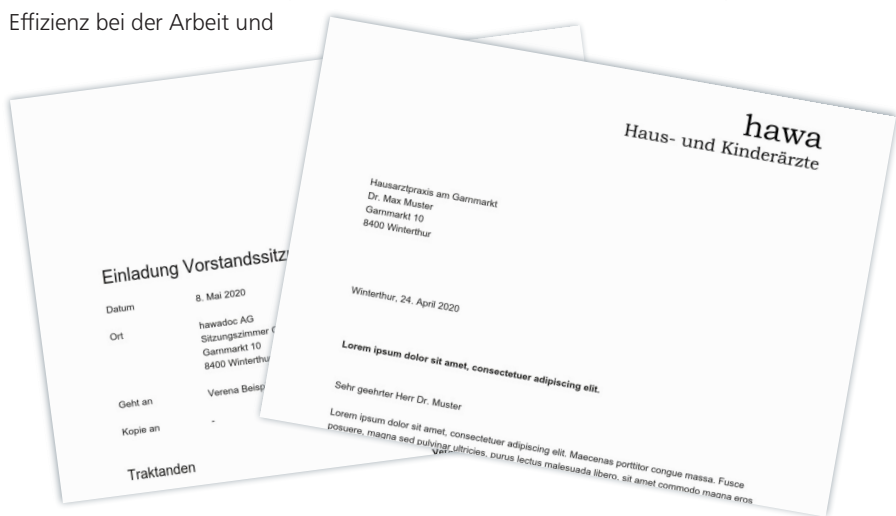 Effizienz bei der Arbeit und
hawa
Haus- und Kinderärzte
Hausarztpraxis am Garnmarkt
Dr. Max Muster
Garnmarkt 10
8400 Winterthur
Winterthur, 24. April 2020
Lorem ipsum dolor sit amet, consectetuer adipiscing elit.
Sehr geehrter Herr Dr. Muster
Lorem ipsum dolor sit amet, consectetuer adipiscing elit. Maecenas porttitor congue massa. Fusce
posuere, magna sed pulvinar ultricies, purus lectus malesuada libero, sit amet commodo magna eros
Einladung Vorstandssitz
Datum 8. Mai 2020
Ort hawadoc AG
Sitzungszimmer
Garnmarkt 10
8400 Winterthu
Geht an Verena Beisp
Kopie an -
Traktanden